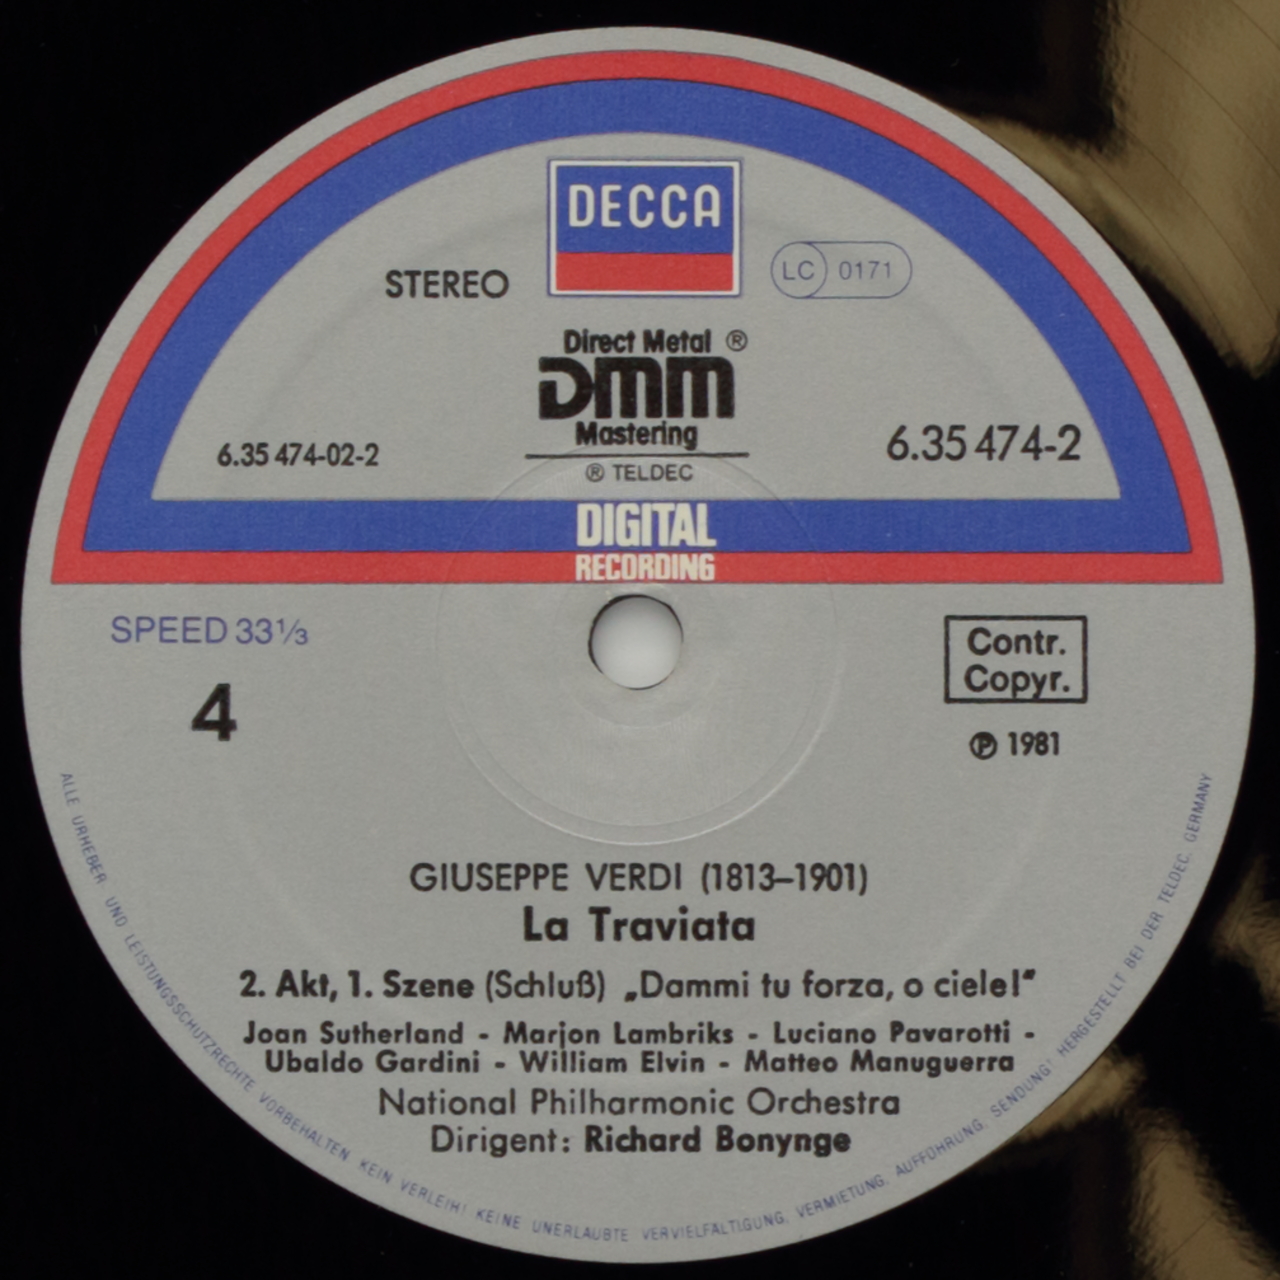 DECCA
STEREO
LC 0171
Direct Metal ®
DMM
Mastering
® TELDEC
6.35 474-02-2
6.35 474-2
DIGITAL
RECORDING
SPEED 33⅓
Contr.
Copyr.
4
℗ 1981
GIUSEPPE VERDI (1813–1901)
La Traviata
2. Akt, 1. Szene (Schluß) „Dammi tu forza, o cielo!"
Joan Sutherland - Marjon Lambriks - Luciano Pavarotti -
Ubaldo Gardini - William Elvin - Matteo Manuguerra
National Philharmonic Orchestra
Dirigent: Richard Bonynge
ALLE URHEBER- UND LEISTUNGSSCHUTZRECHTE VORBEHALTEN. KEIN VERLEIH! KEINE UNERLAUBTE VERVIELFÄLTIGUNG, VERMIETUNG, AUFFÜHRUNG, SENDUNG! HERGESTELLT BEI DER TELDEC. GERMANY